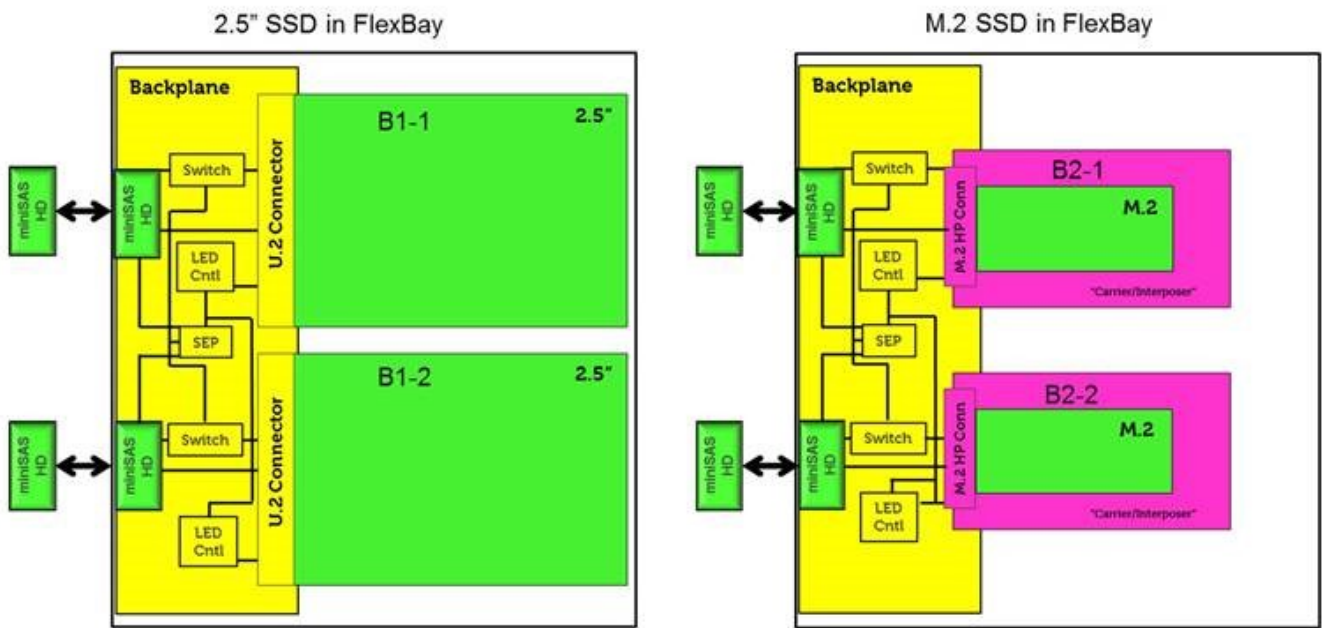 2.5” SSD in FlexBay
Backplane
B1-1
2.5”
U.2 Connector
Switch
miniSAS
HD
miniSAS
HD
LED
Cntl
SEP
B1-2
2.5”
U.2 Connector
Switch
miniSAS
HD
miniSAS
HD
LED
Cntl
M.2 SSD in FlexBay
Backplane
B2-1
M.2
M.2 HP Conn
"Carrier/Interposer"
Switch
miniSAS
HD
miniSAS
HD
LED
Cntl
SEP
B2-2
M.2
M.2 HP Conn
"Carrier/Interposer"
Switch
miniSAS
HD
miniSAS
HD
LED
Cntl